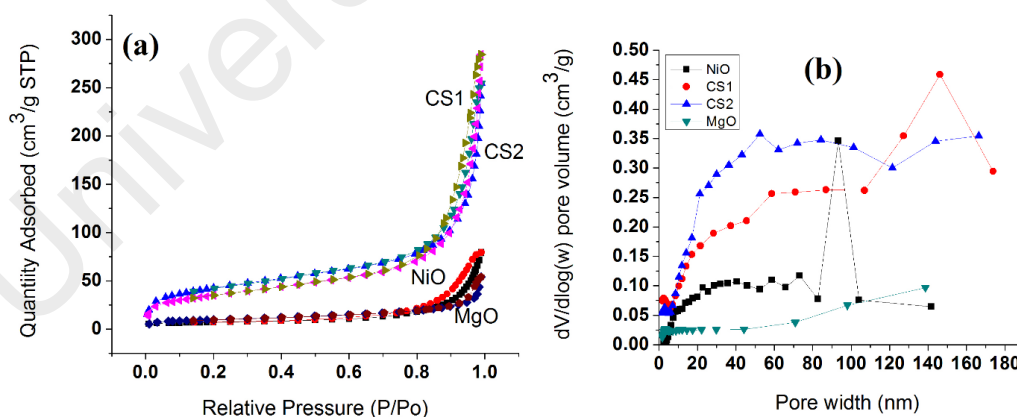 Univer
(a)
Quantity Adsorbed (cm³/g STP)
300
250
200
150
100
50
0
CS1
CS2
NiO
MgO
0.0 0.2 0.4 0.6 0.8 1.0
Relative Pressure (P/Po)
(b)
dV/dlog(w) pore volume (cm³/g)
0.50
0.45
0.40
0.35
0.30
0.25
0.20
0.15
0.10
0.05
0.00
NiO
CS1
CS2
MgO
0 20 40 60 80 100 120 140 160 180
Pore width (nm)